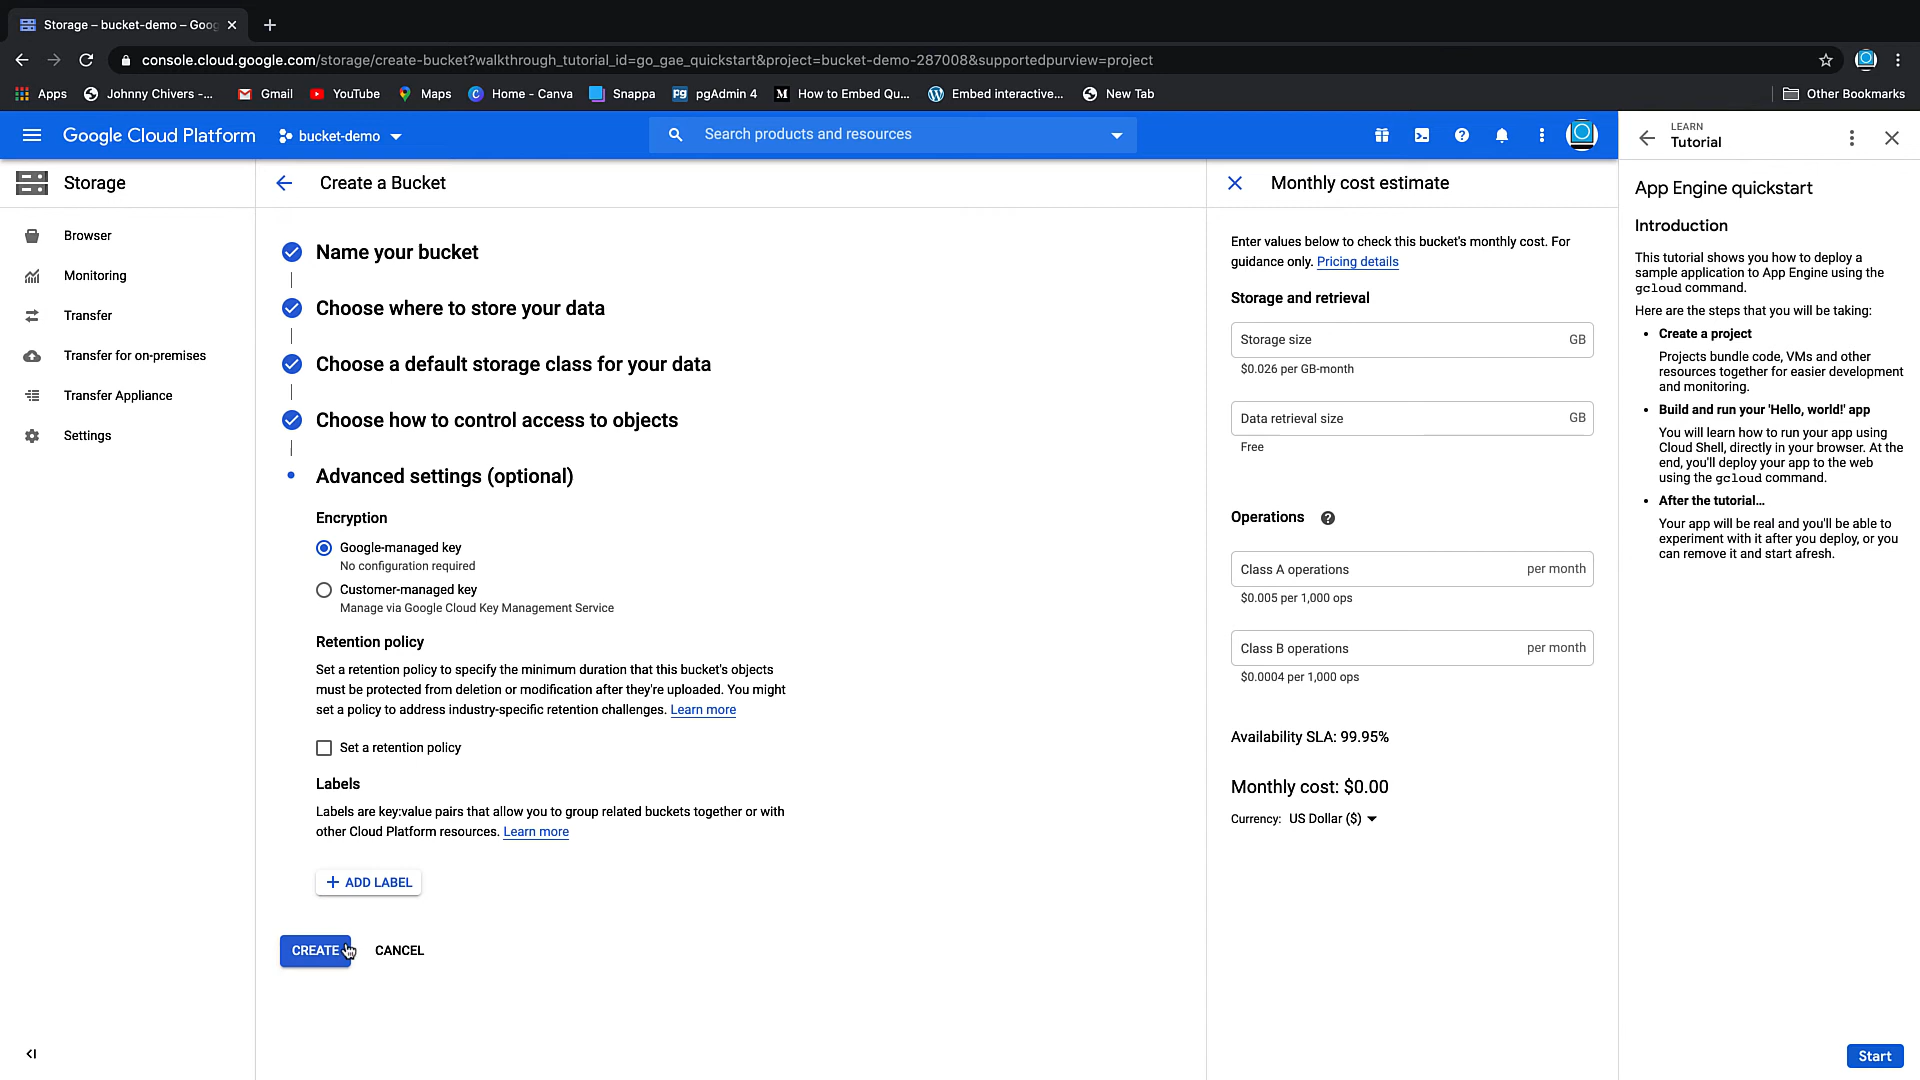 Storage – bucket-demo – Goog
console.cloud.google.com/storage/create-bucket?walkthrough_tutorial_id=go_gae_quickstart&project=bucket-demo-287008&supportedpurview=project
Apps
Johnny Chivers -...
Gmail
YouTube
Maps
Home - Canva
Snappa
pgAdmin 4
How to Embed Qu...
Embed interactive...
New Tab
Other Bookmarks
Google Cloud Platform
bucket-demo
Search products and resources
LEARN
Tutorial
Storage
Browser
Monitoring
Transfer
Transfer for on-premises
Transfer Appliance
Settings
Create a Bucket
Name your bucket
Choose where to store your data
Choose a default storage class for your data
Choose how to control access to objects
Advanced settings (optional)
Encryption
Google-managed key
No configuration required
Customer-managed key
Manage via Google Cloud Key Management Service
Retention policy
Set a retention policy to specify the minimum duration that this bucket's objects
must be protected from deletion or modification after they're uploaded. You might
set a policy to address industry-specific retention challenges. Learn more
Set a retention policy
Labels
Labels are key:value pairs that allow you to group related buckets together or with
other Cloud Platform resources. Learn more
ADD LABEL
CREATE
CANCEL
Monthly cost estimate
Enter values below to check this bucket's monthly cost. For
guidance only. Pricing details
Storage and retrieval
Storage size GB
$0.026 per GB-month
Data retrieval size GB
Free
Operations
Class A operations per month
$0.005 per 1,000 ops
Class B operations per month
$0.0004 per 1,000 ops
Availability SLA: 99.95%
Monthly cost: $0.00
Currency: US Dollar ($)
App Engine quickstart
Introduction
This tutorial shows you how to deploy a
sample application to App Engine using the
gcloud command.
Here are the steps that you will be taking:
• Create a project
Projects bundle code, VMs and other
resources together for easier development
and monitoring.
• Build and run your 'Hello, world!' app
You will learn how to run your app using
Cloud Shell, directly in your browser. At the
end, you'll deploy your app to the web
using the gcloud command.
• After the tutorial...
Your app will be real and you'll be able to
experiment with it after you deploy, or you
can remove it and start afresh.
Start